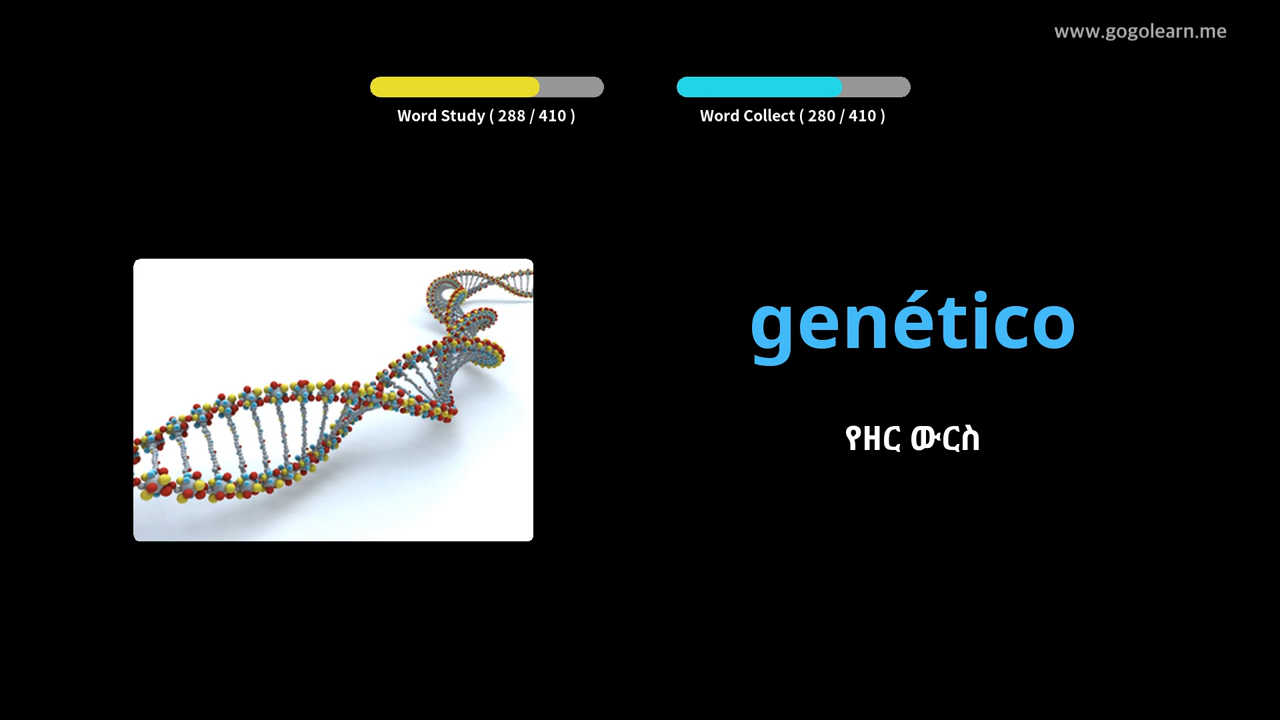 www.gogolearn.me
Word Study ( 288 / 410 )
Word Collect ( 280 / 410 )
genético
የዘር ውርስ